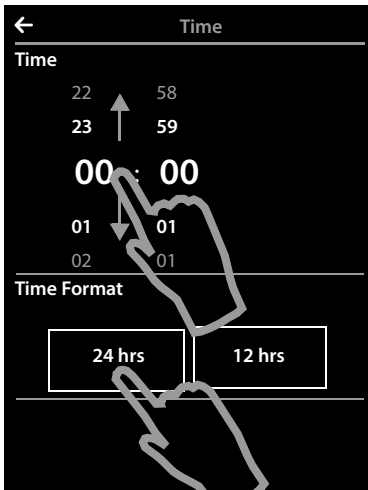 Time
Time
22 58
23 59
00 : 00
01 01
02 01
Time Format
24 hrs 12 hrs